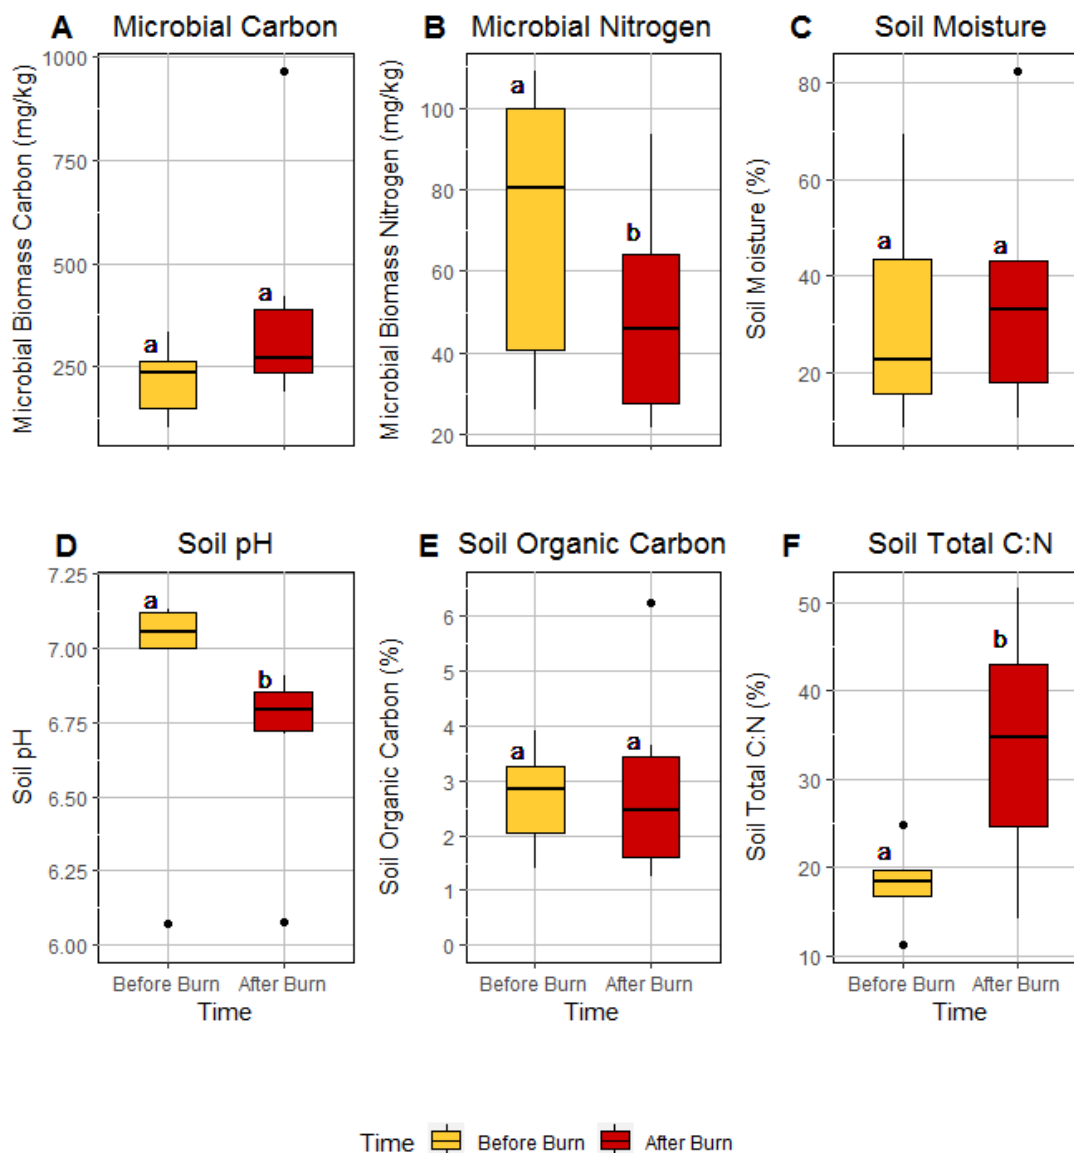 A Microbial Carbon
Microbial Biomass Carbon (mg/kg)
1000
750
500
250
a
a
B Microbial Nitrogen
Microbial Biomass Nitrogen (mg/kg)
100
80
60
40
20
a
b
C Soil Moisture
Soil Moisture (%)
80
60
40
20
a
a
D Soil pH
Soil pH
7.25
7.00
6.75
6.50
6.25
6.00
a
b
Before Burn After Burn
Time
E Soil Organic Carbon
Soil Organic Carbon (%)
6
5
4
3
2
1
0
a
a
Before Burn After Burn
Time
F Soil Total C:N
Soil Total C:N (%)
50
40
30
20
10
a
b
Before Burn After Burn
Time
Time Before Burn After Burn